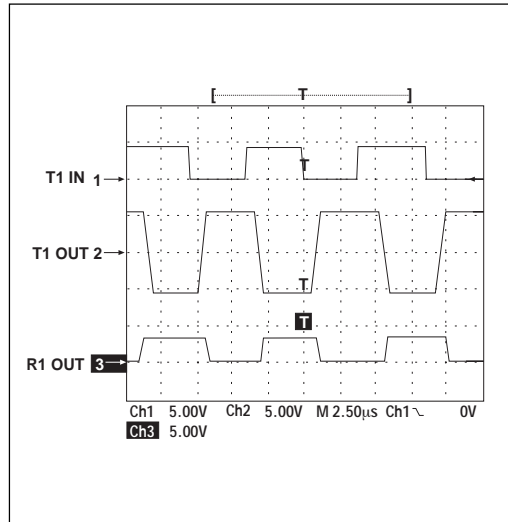 [ T ]
T1 IN 1
T
T1 OUT 2
T
T
R1 OUT 3
Ch1 5.00V Ch2 5.00V M 2.50µs Ch1 0V
Ch3 5.00V